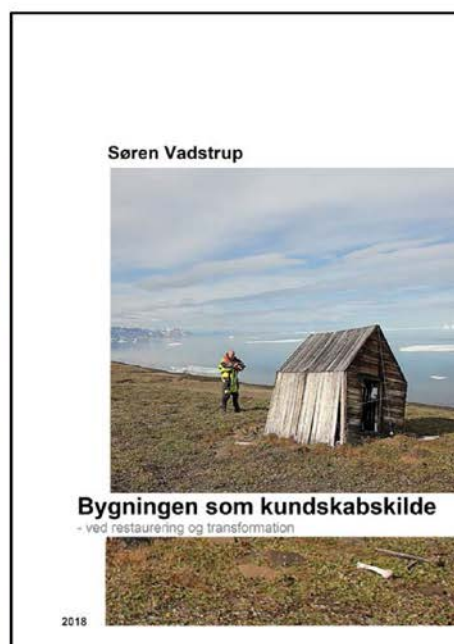 Søren Vadstrup
Bygningen som kundskabskilde
- ved restaurering og transformation
2018